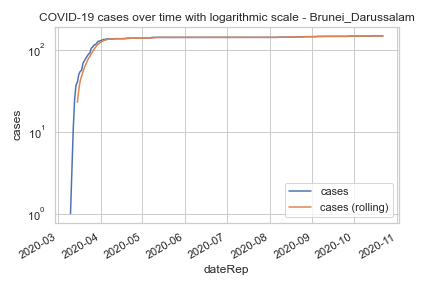 COVID-19 cases over time with logarithmic scale - Brunei_Darussalam
cases
10²
10¹
10⁰
cases
cases (rolling)
2020-03
2020-04
2020-05
2020-06
2020-07
2020-08
2020-09
2020-10
2020-11
dateRep